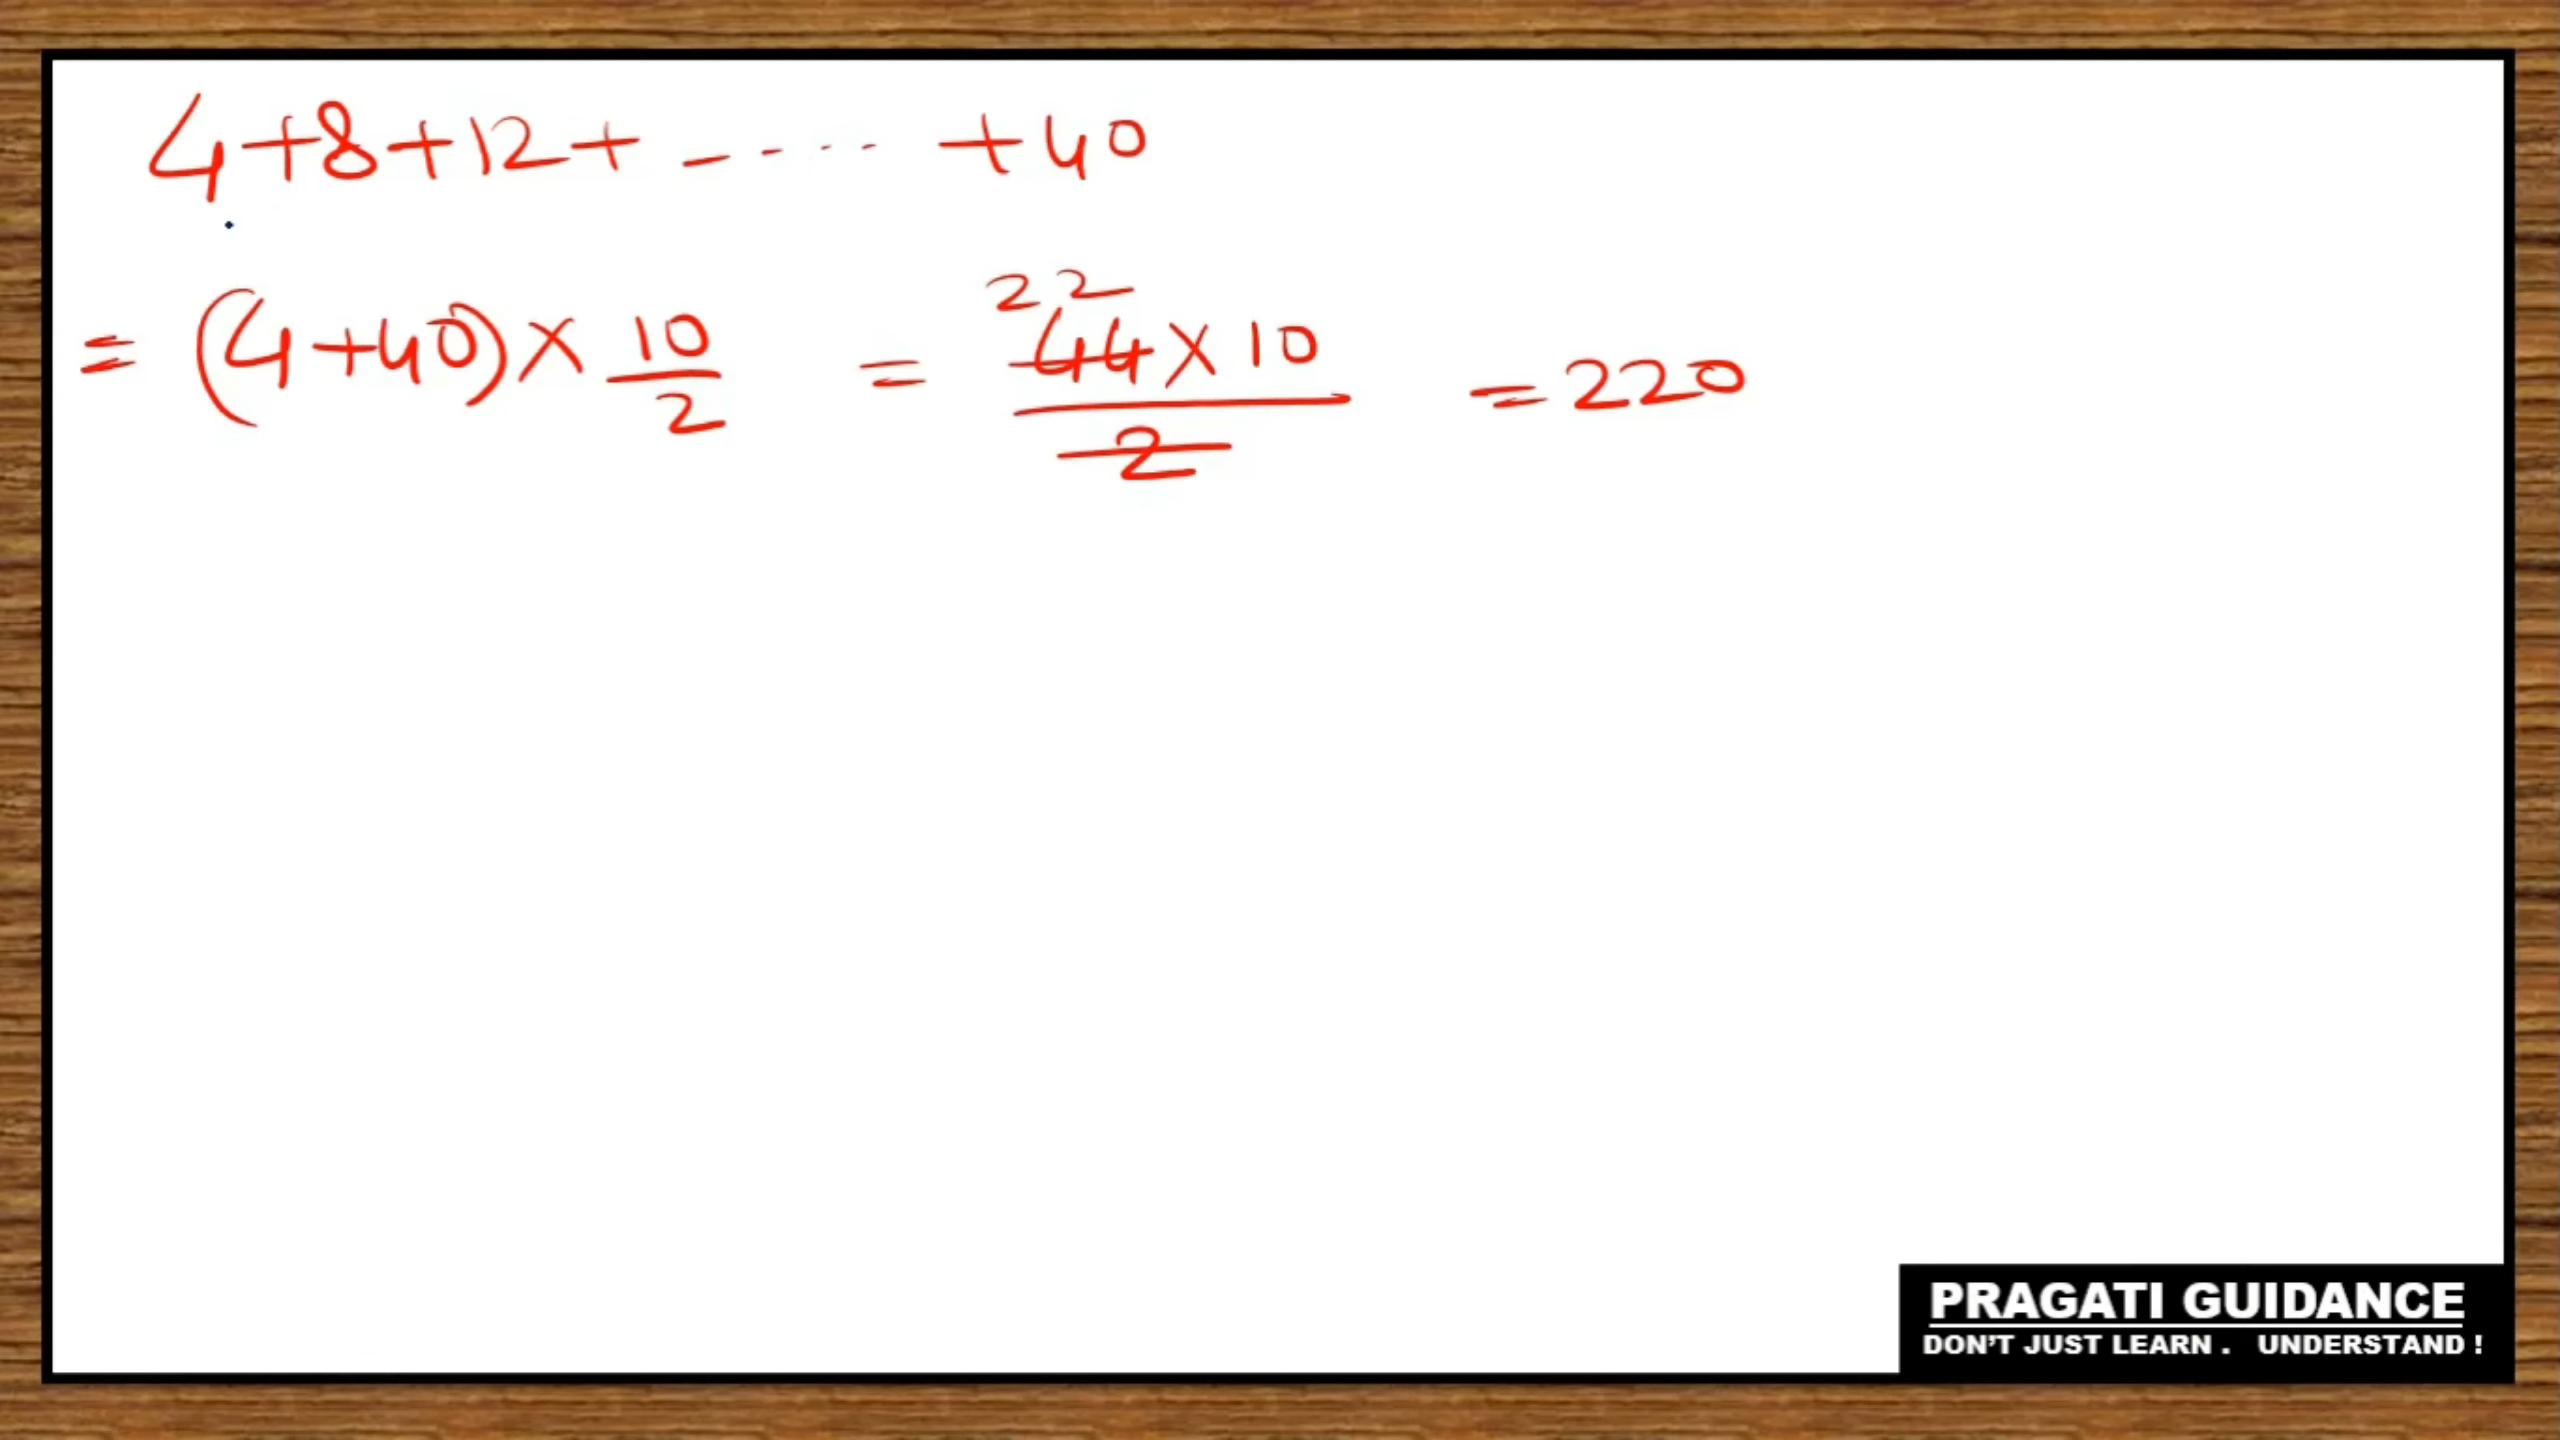 4+8+12+ - - - - - +40
= (4+40) × 10/2 = 22 44 × 10 / 2 = 220
PRAGATI GUIDANCE
DON'T JUST LEARN . UNDERSTAND !